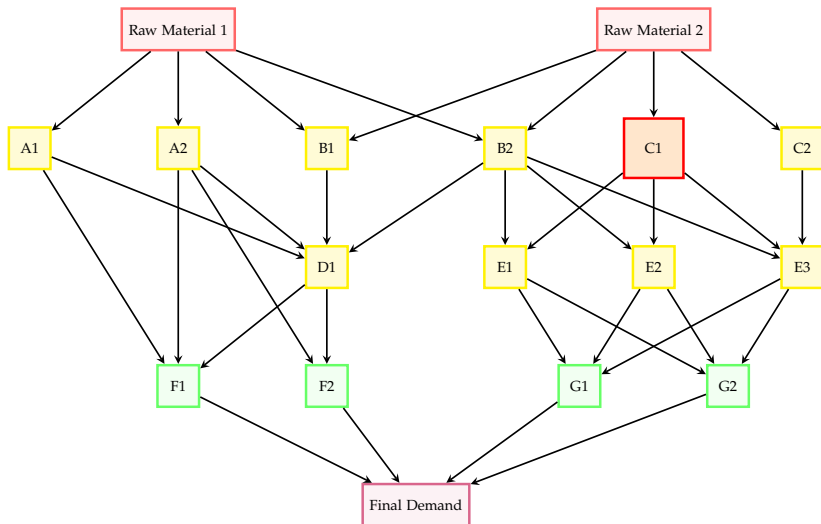 Raw Material 1
Raw Material 2
A1
A2
B1
B2
C1
C2
D1
E1
E2
E3
F1
F2
G1
G2
Final Demand